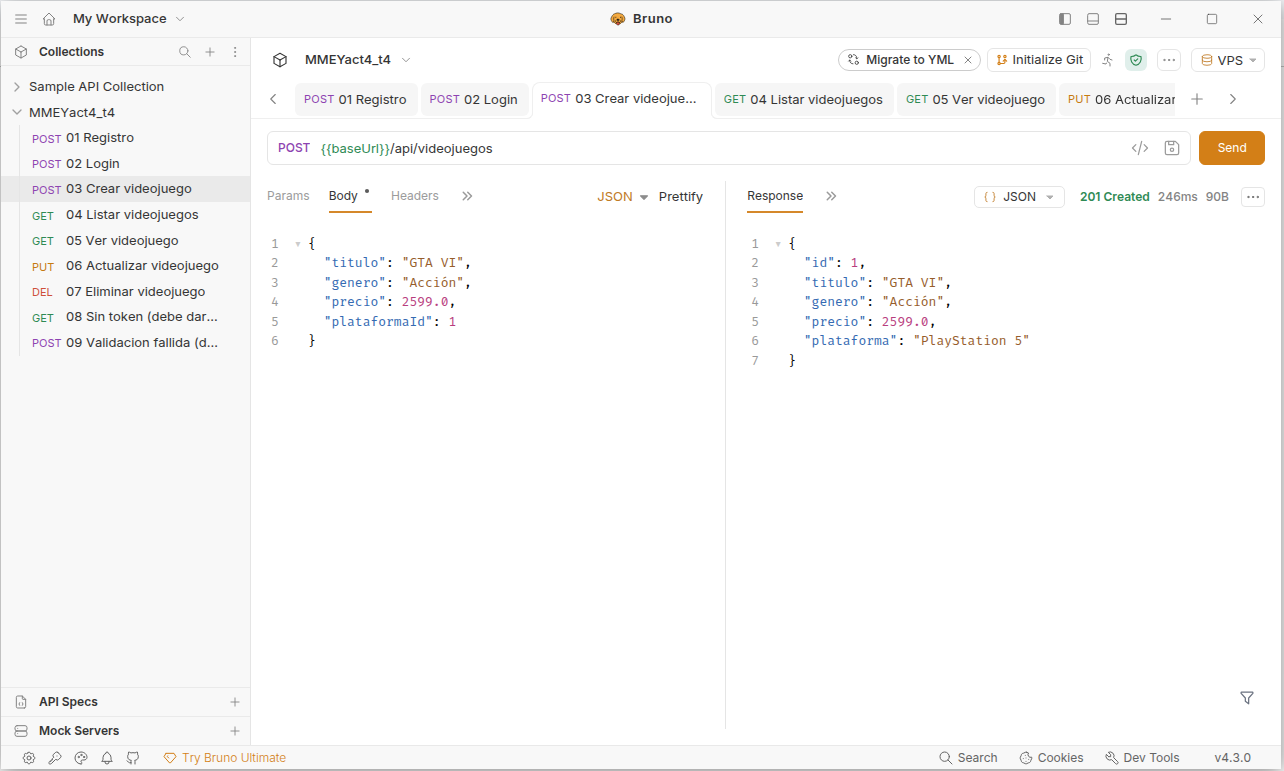 My Workspace
Bruno
Collections
Sample API Collection
MMEYact4_t4
POST 01 Registro
POST 02 Login
POST 03 Crear videojuego
GET 04 Listar videojuegos
GET 05 Ver videojuego
PUT 06 Actualizar videojuego
DEL 07 Eliminar videojuego
GET 08 Sin token (debe dar...
POST 09 Validacion fallida (d...
API Specs
Mock Servers
MMEYact4_t4
Migrate to YML
Initialize Git
VPS
POST 01 Registro
POST 02 Login
POST 03 Crear videojue...
GET 04 Listar videojuegos
GET 05 Ver videojuego
PUT 06 Actualizar
POST {{baseUrl}}/api/videojuegos
Send
Params Body Headers
JSON Prettify
1 {
2 "titulo": "GTA VI",
3 "genero": "Acción",
4 "precio": 2599.0,
5 "plataformaId": 1
6 }
Response
{ } JSON
201 Created 246ms 90B
1 {
2 "id": 1,
3 "titulo": "GTA VI",
4 "genero": "Acción",
5 "precio": 2599.0,
6 "plataforma": "PlayStation 5"
7 }
Try Bruno Ultimate
Search
Cookies
Dev Tools
v4.3.0